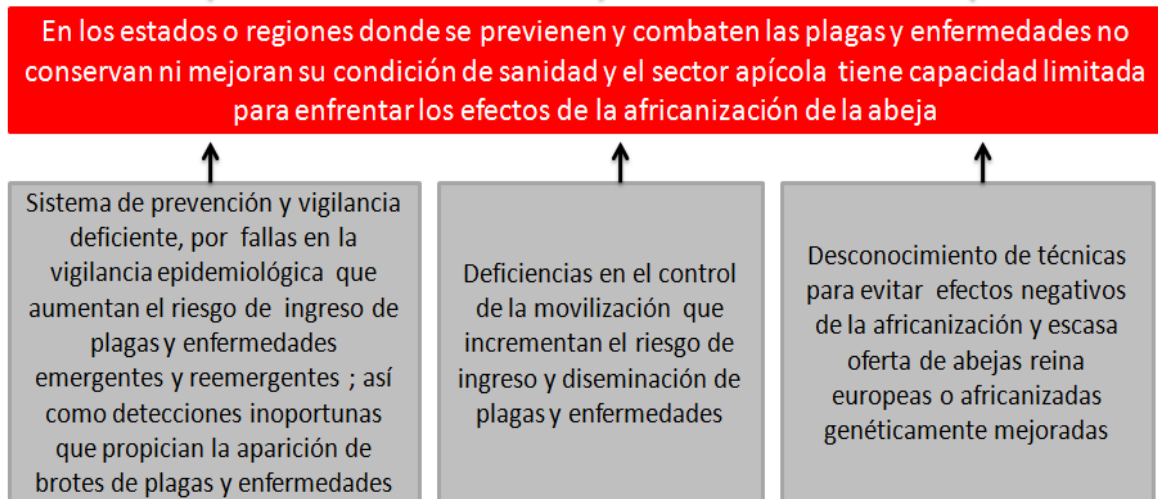 En los estados o regiones donde se previenen y combaten las plagas y enfermedades no
conservan ni mejoran su condición de sanidad y el sector apícola tiene capacidad limitada
para enfrentar los efectos de la africanización de la abeja
Sistema de prevención y vigilancia
deficiente, por fallas en la
vigilancia epidemiológica que
aumentan el riesgo de ingreso de
plagas y enfermedades
emergentes y reemergentes ; así
como detecciones inoportunas
que propician la aparición de
brotes de plagas y enfermedades
Deficiencias en el control
de la movilización que
incrementan el riesgo de
ingreso y diseminación de
plagas y enfermedades
Desconocimiento de técnicas
para evitar efectos negativos
de la africanización y escasa
oferta de abejas reina
europeas o africanizadas
genéticamente mejoradas